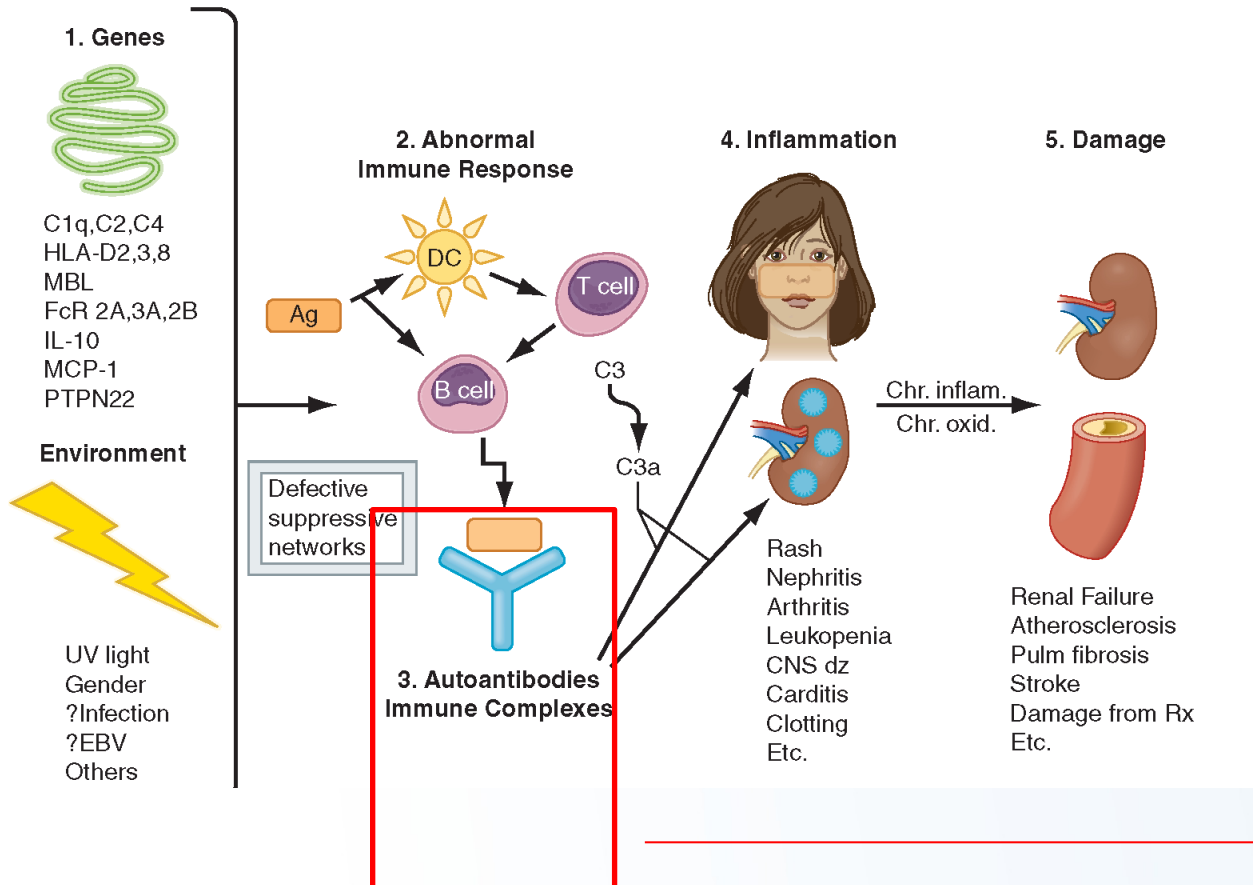 1. Genes
C1q,C2,C4
HLA-D2,3,8
MBL
FcR 2A,3A,2B
IL-10
MCP-1
PTPN22
Environment
UV light
Gender
?Infection
?EBV
Others
2. Abnormal
Immune Response
DC
T cell
Ag
B cell
C3
C3a
Defective
suppressive
networks
3. Autoantibodies
Immune Complexes
4. Inflammation
Rash
Nephritis
Arthritis
Leukopenia
CNS dz
Carditis
Clotting
Etc.
Chr. inflam.
Chr. oxid.
5. Damage
Renal Failure
Atherosclerosis
Pulm fibrosis
Stroke
Damage from Rx
Etc.